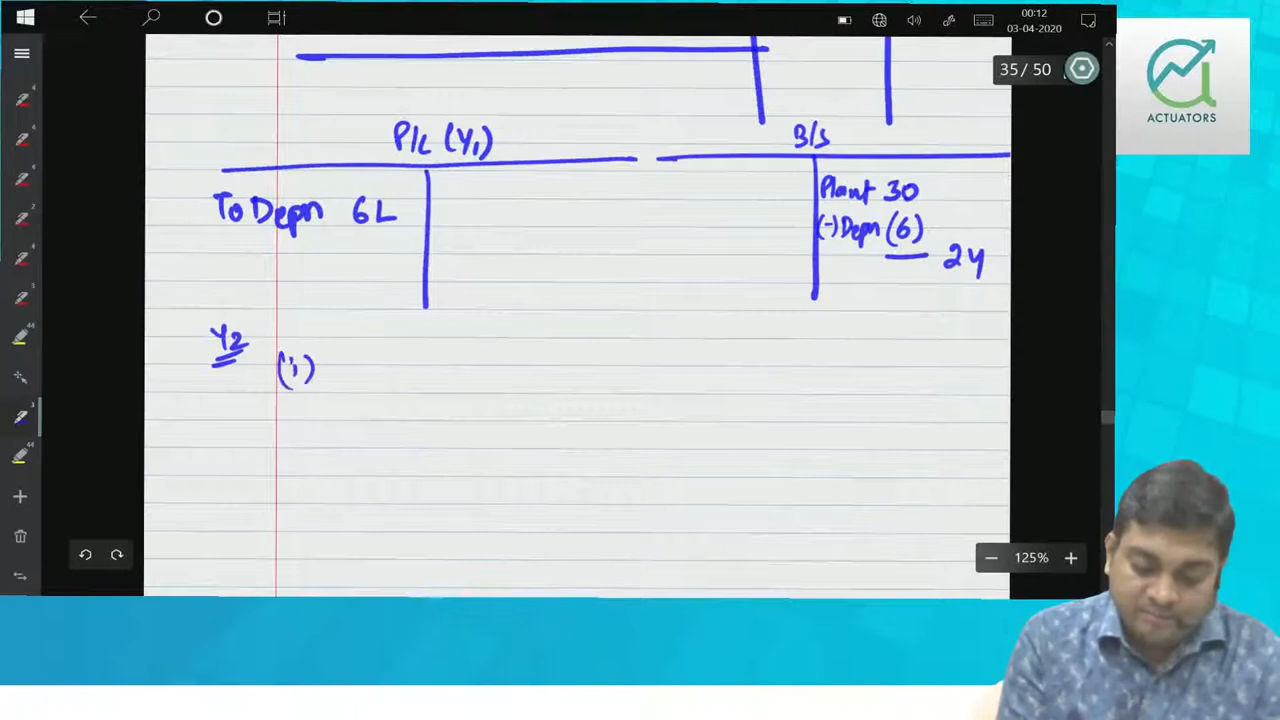 00:12
03-04-2020
35 / 50
ACTUATORS
P/L (Y1)
B/S
To Depn 6L
Plant 30
(-) Depn (6)
24
Y2
(i)
125%